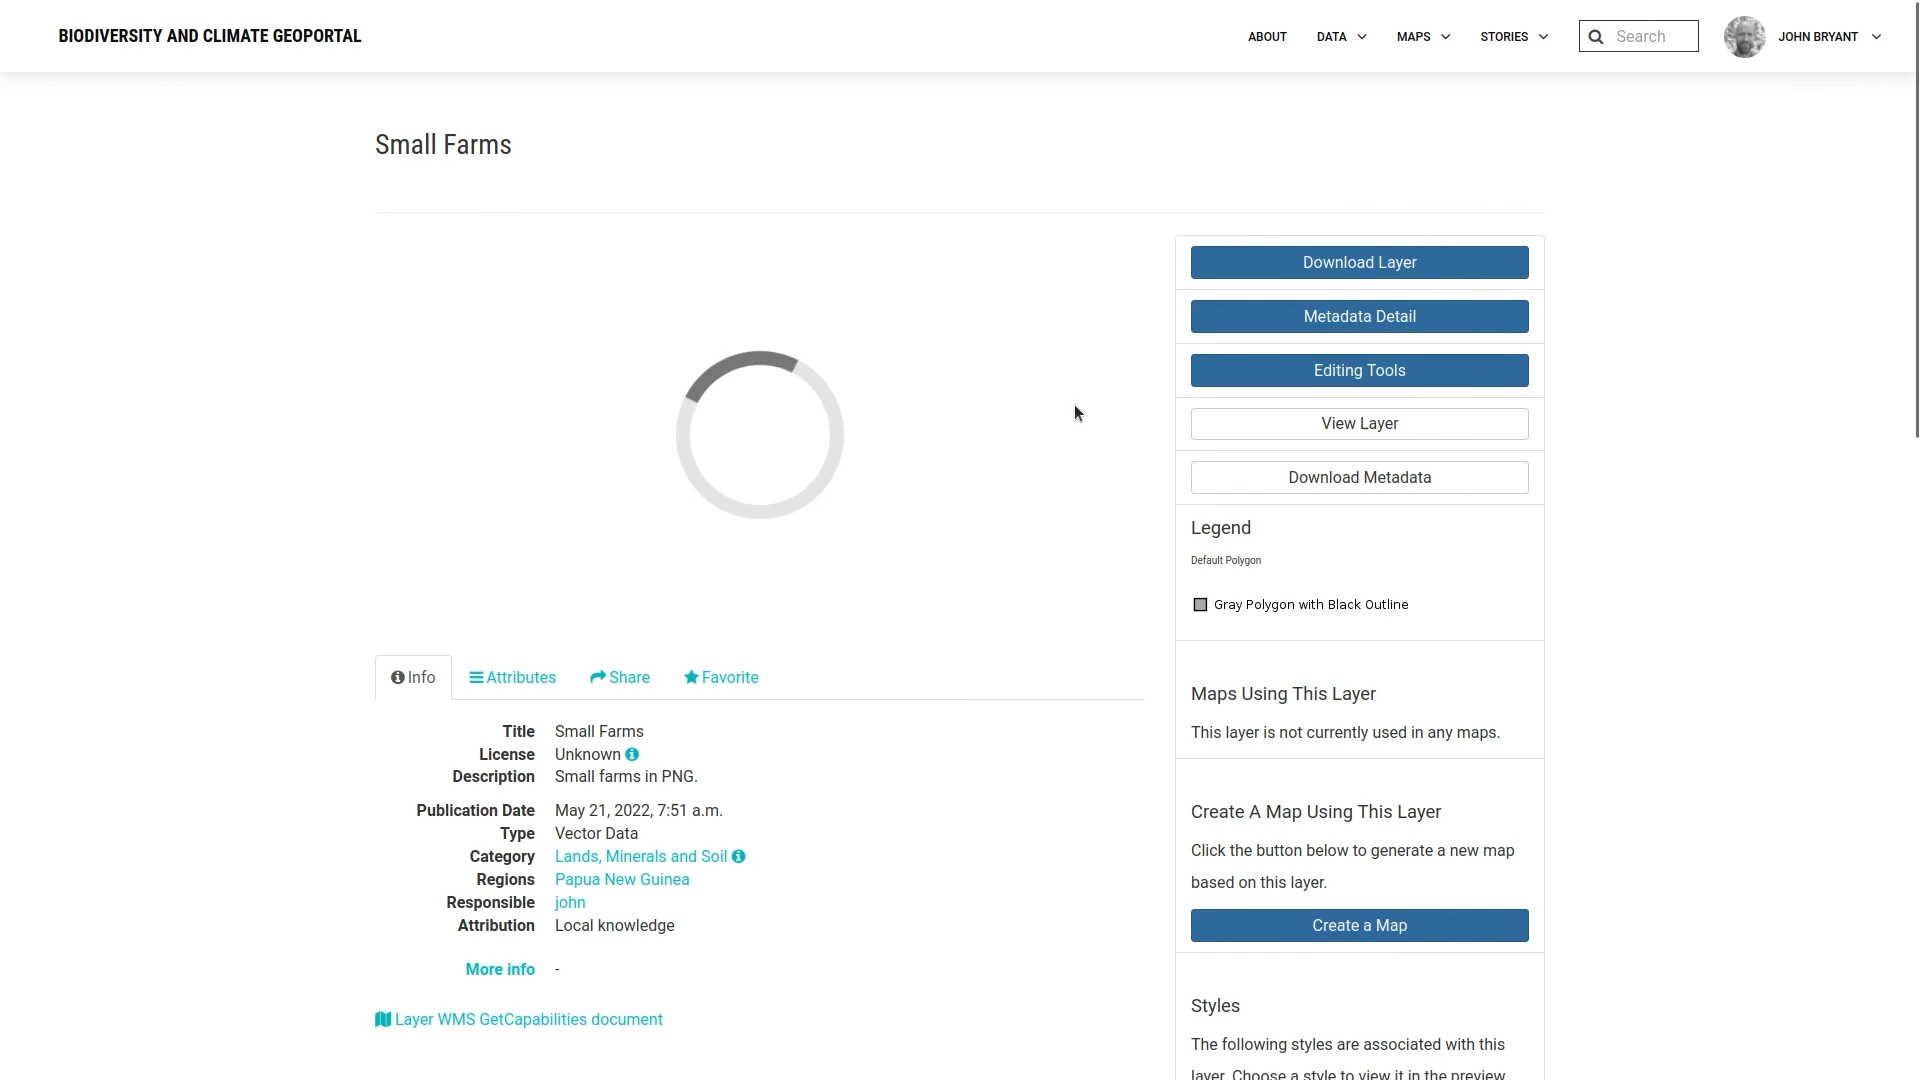 BIODIVERSITY AND CLIMATE GEOPORTAL
ABOUT DATA MAPS STORIES Search JOHN BRYANT
Small Farms
Download Layer
Metadata Detail
Editing Tools
View Layer
Download Metadata
Legend
Default Polygon
Gray Polygon with Black Outline
Info Attributes Share Favorite
Title Small Farms
License Unknown
Description Small farms in PNG.
Publication Date May 21, 2022, 7:51 a.m.
Type Vector Data
Category Lands, Minerals and Soil
Regions Papua New Guinea
Responsible john
Attribution Local knowledge
More info -
Layer WMS GetCapabilities document
Maps Using This Layer
This layer is not currently used in any maps.
Create A Map Using This Layer
Click the button below to generate a new map
based on this layer.
Create a Map
Styles
The following styles are associated with this
layer. Choose a style to view it in the preview